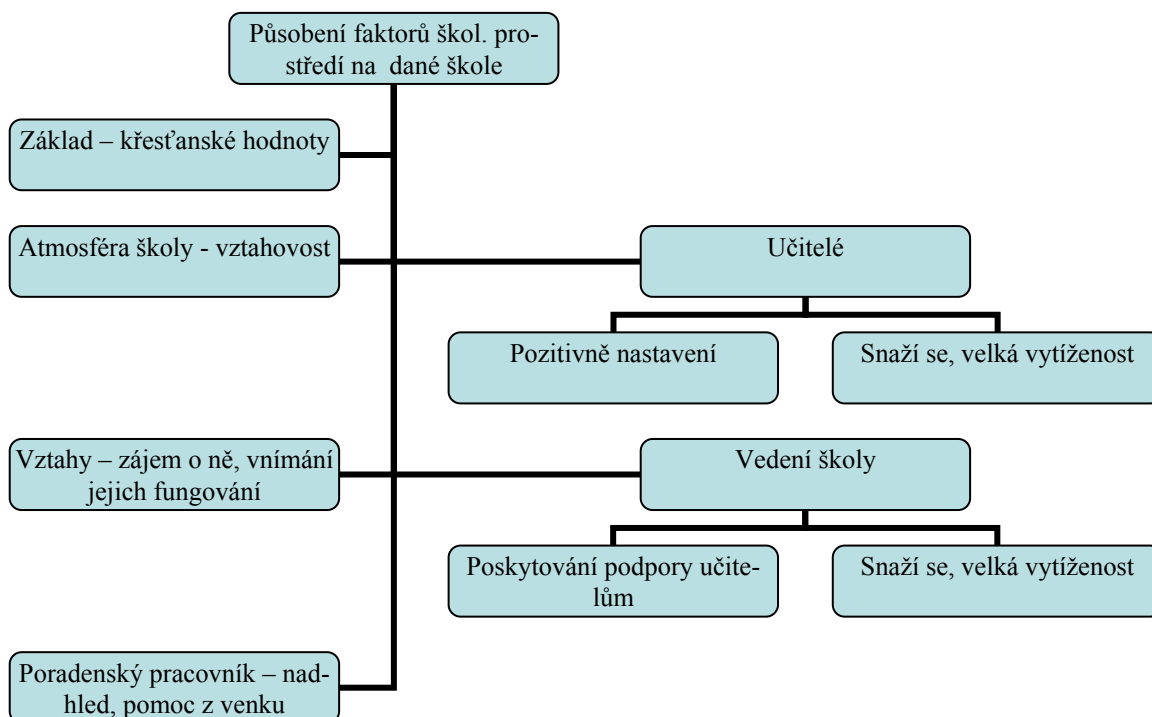 Působení faktorů škol. pro-
středí na dané škole
Základ – křesťanské hodnoty
Atmosféra školy - vztahovost
Učitelé
Pozitivně nastavení
Snaží se, velká vytíženost
Vztahy – zájem o ně, vnímání
jejich fungování
Vedení školy
Poskytování podpory učite-
lům
Snaží se, velká vytíženost
Poradenský pracovník – nad-
hled, pomoc z venku